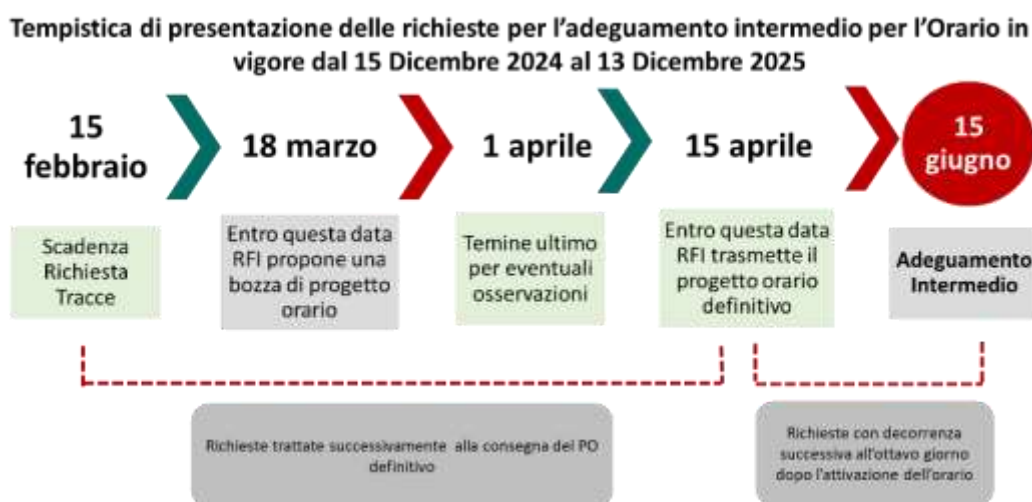 Tempistica di presentazione delle richieste per l'adeguamento intermedio per l'Orario in
vigore dal 15 Dicembre 2024 al 13 Dicembre 2025
15
febbraio
18 marzo
1 aprile
15 aprile
15
giugno
Scadenza
Richiesta
Tracce
Entro questa data
RFI propone una
bozza di progetto
orario
Temine ultimo
per eventuali
osservazioni
Entro questa data
RFI trasmette il
progetto orario
definitivo
Adeguamento
Intermedio
Richieste trattate successivamente alla consegna del PO
definitivo
Richieste con decorrenza
successiva all'ottavo giorno
dopo l'attivazione dell'orario